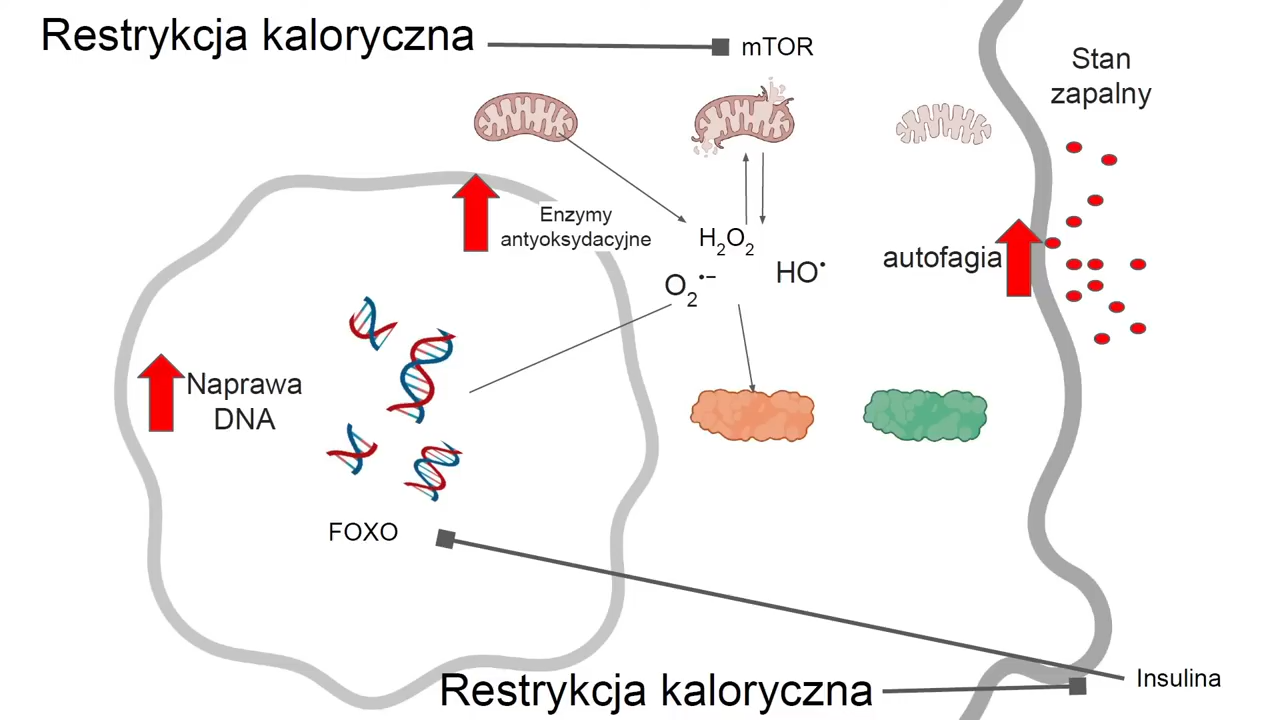 Restrykcja kaloryczna
mTOR
Stan
zapalny
Enzymy
antyoksydacyjne
H₂O₂
O₂•−
HO•
autofagia
Naprawa
DNA
FOXO
Restrykcja kaloryczna
Insulina